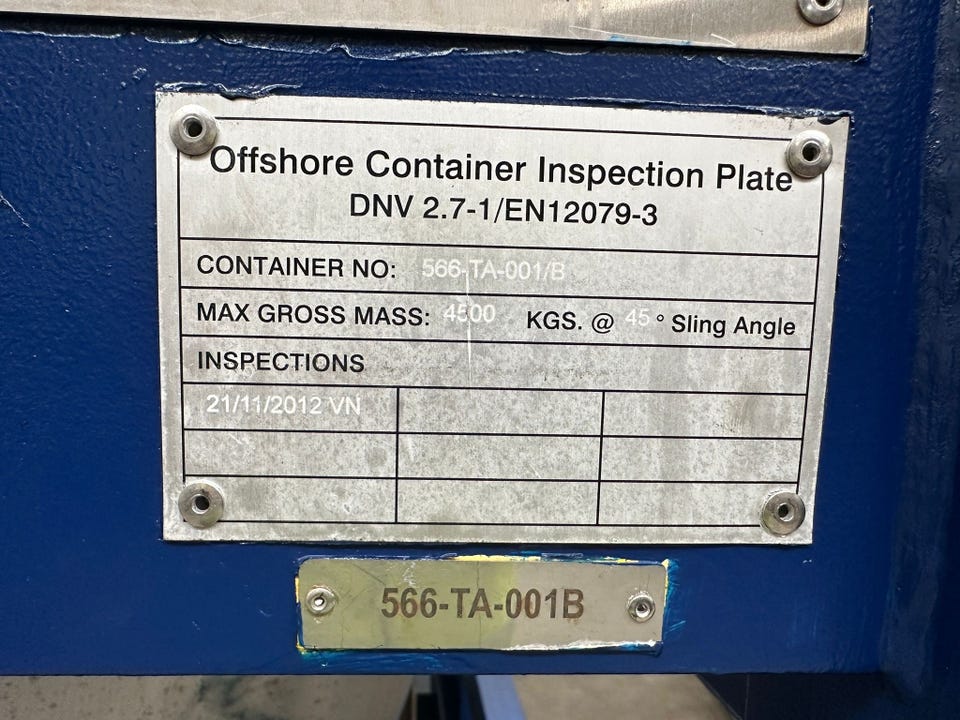 Offshore Container Inspection Plate
DNV 2.7-1/EN12079-3
CONTAINER NO: 566-TA-001/B
MAX GROSS MASS: 4500 KGS. @ 45° Sling Angle
INSPECTIONS
21/11/2012 VN
566-TA-001B